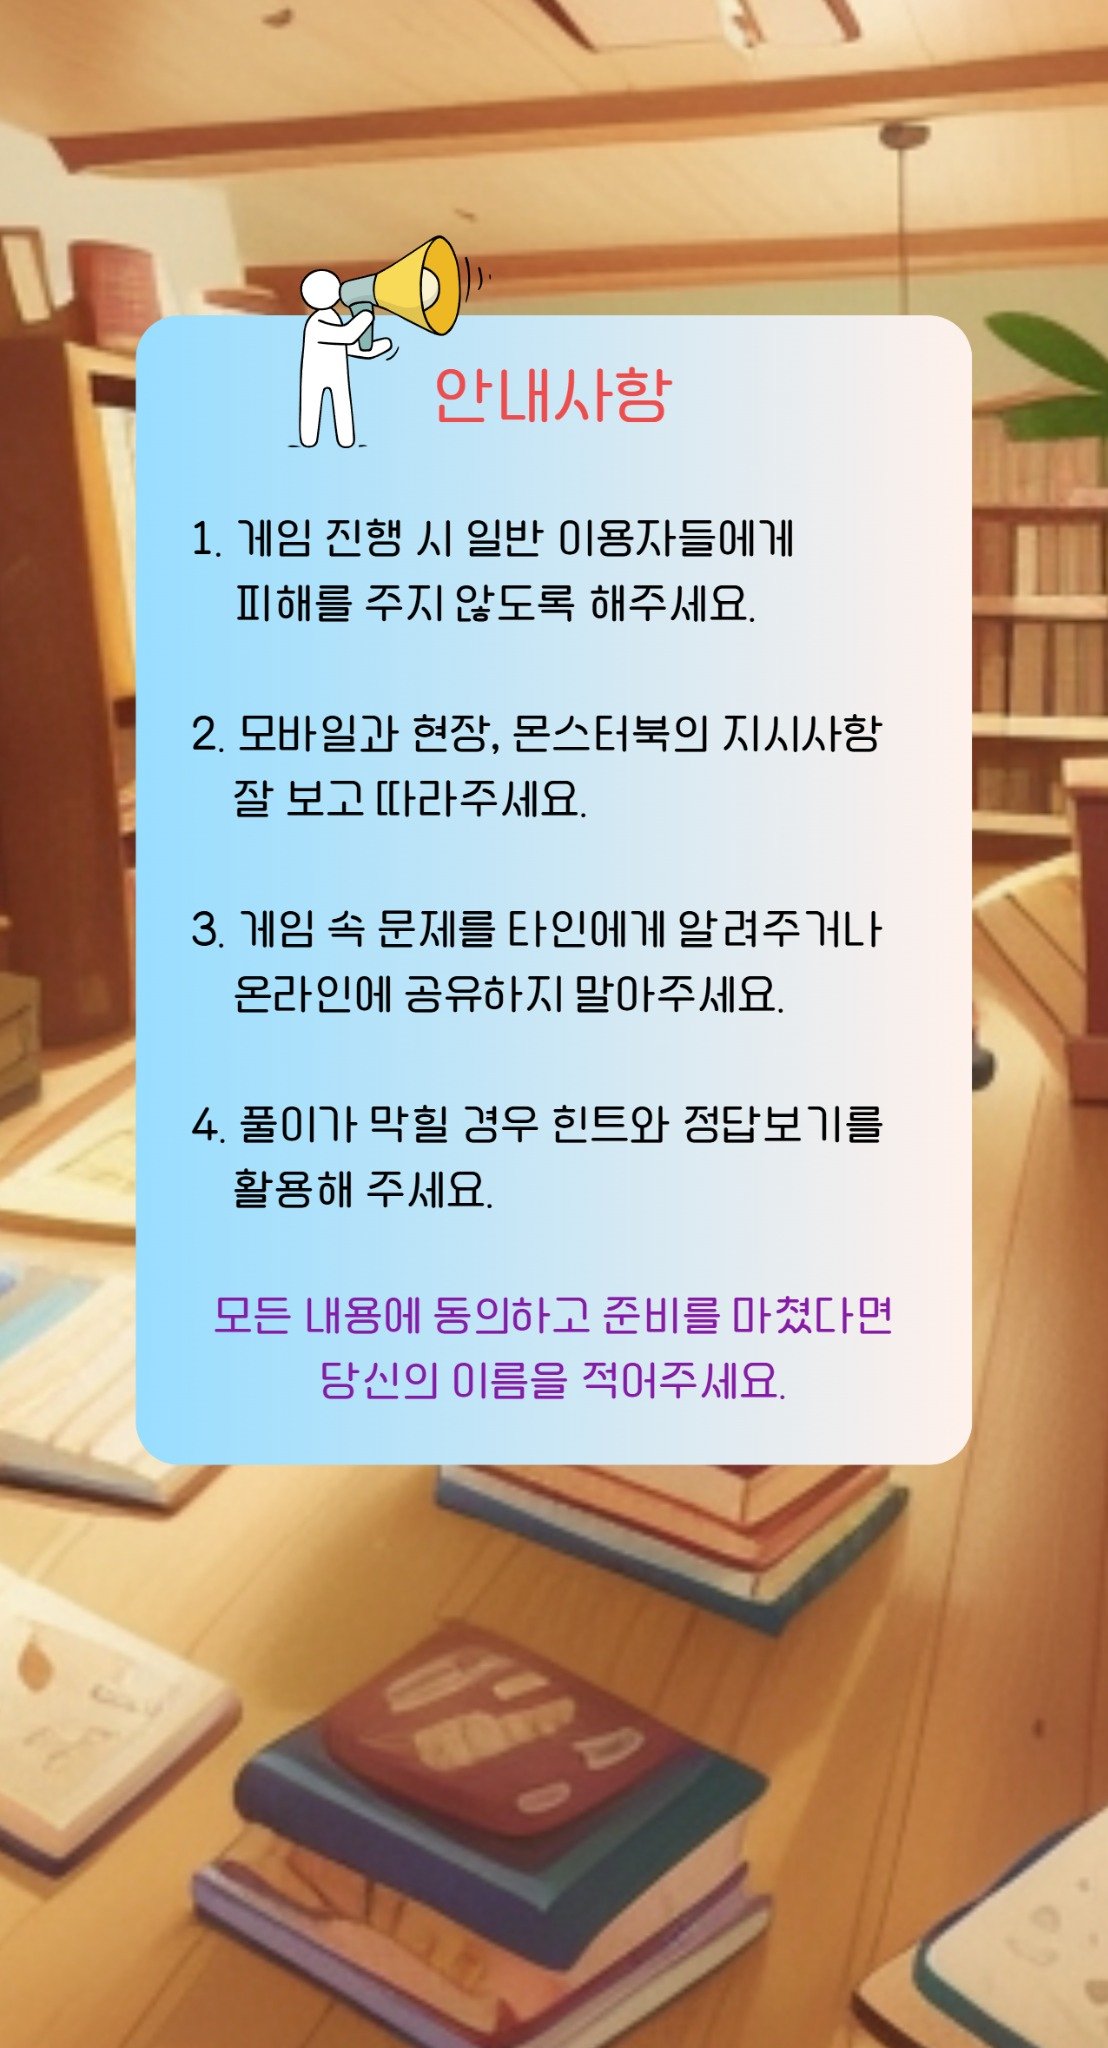 안내사항
1. 게임 진행 시 일반 이용자들에게
피해를 주지 않도록 해주세요.
2. 모바일과 현장, 몬스터북의 지시사항
잘 보고 따라주세요.
3. 게임 속 문제를 타인에게 알려주거나
온라인에 공유하지 말아주세요.
4. 풀이가 막힐 경우 힌트와 정답보기를
활용해 주세요.
모든 내용에 동의하고 준비를 마쳤다면
당신의 이름을 적어주세요.